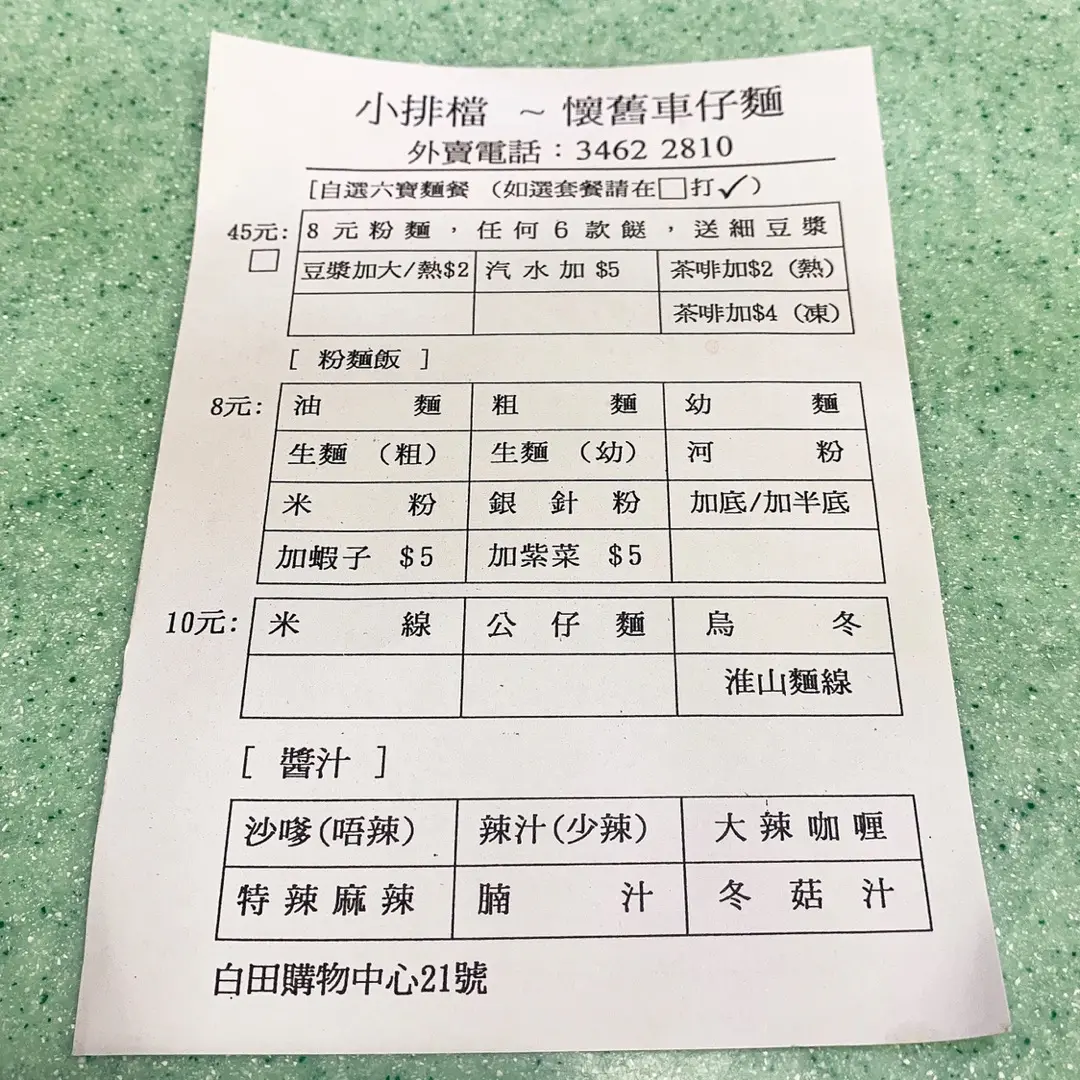 小排檔 ~ 懷舊車仔麵
外賣電話：3462 2810
[自選六寶麵餐 （如選套餐請在□打✓）
45元: 8元粉麵，任何6款餸，送細豆漿
□ 豆漿加大/熱$2 汽水加 $5 茶啡加$2（熱）
茶啡加$4（凍）
[ 粉麵飯 ]
8元: 油麵 粗麵 幼麵
生麵（粗） 生麵（幼） 河粉
米粉 銀針粉 加底/加半底
加蝦子 $5 加紫菜 $5
10元: 米線 公仔麵 烏冬
淮山麵線
[ 醬汁 ]
沙嗲(唔辣) 辣汁(少辣) 大辣咖喱
特辣麻辣 腩汁 冬菇汁
白田購物中心21號